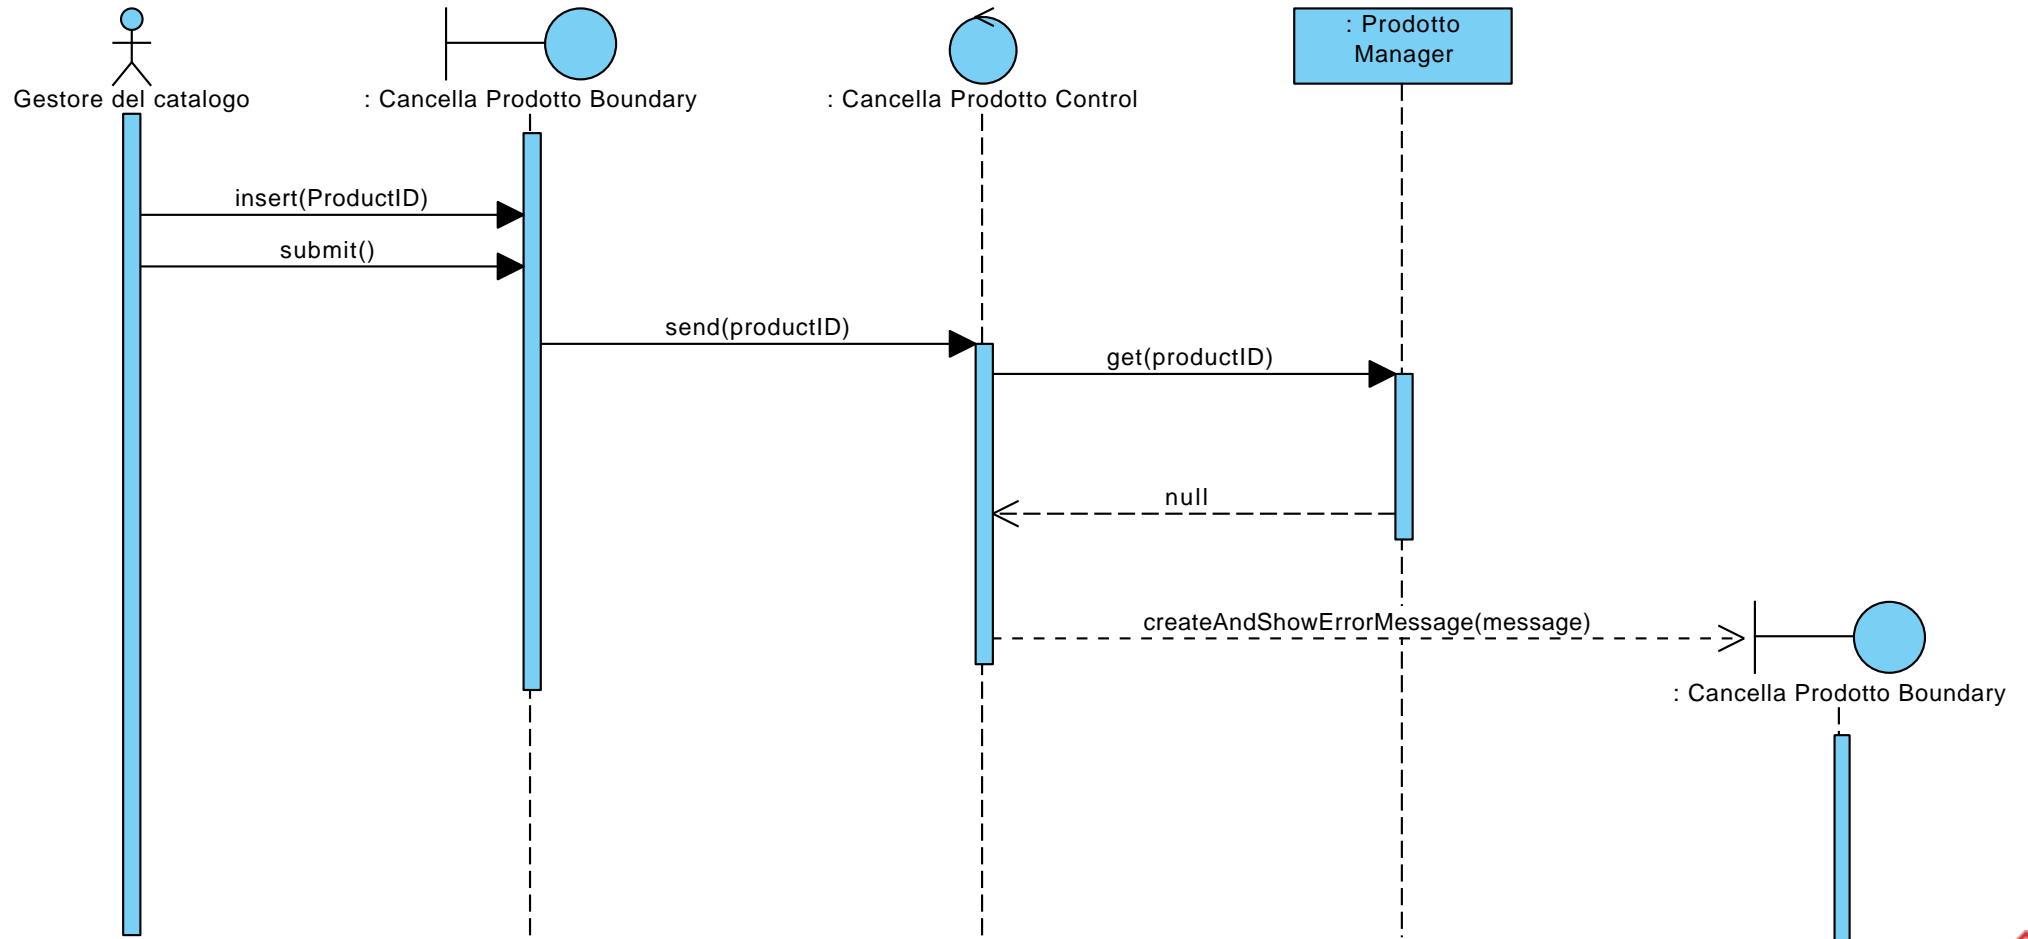 : Prodotto
Manager
Gestore del catalogo
: Cancella Prodotto Boundary
: Cancella Prodotto Control
insert(ProductID)
submit()
send(productID)
get(productID)
null
createAndShowErrorMessage(message)
: Cancella Prodotto Boundary